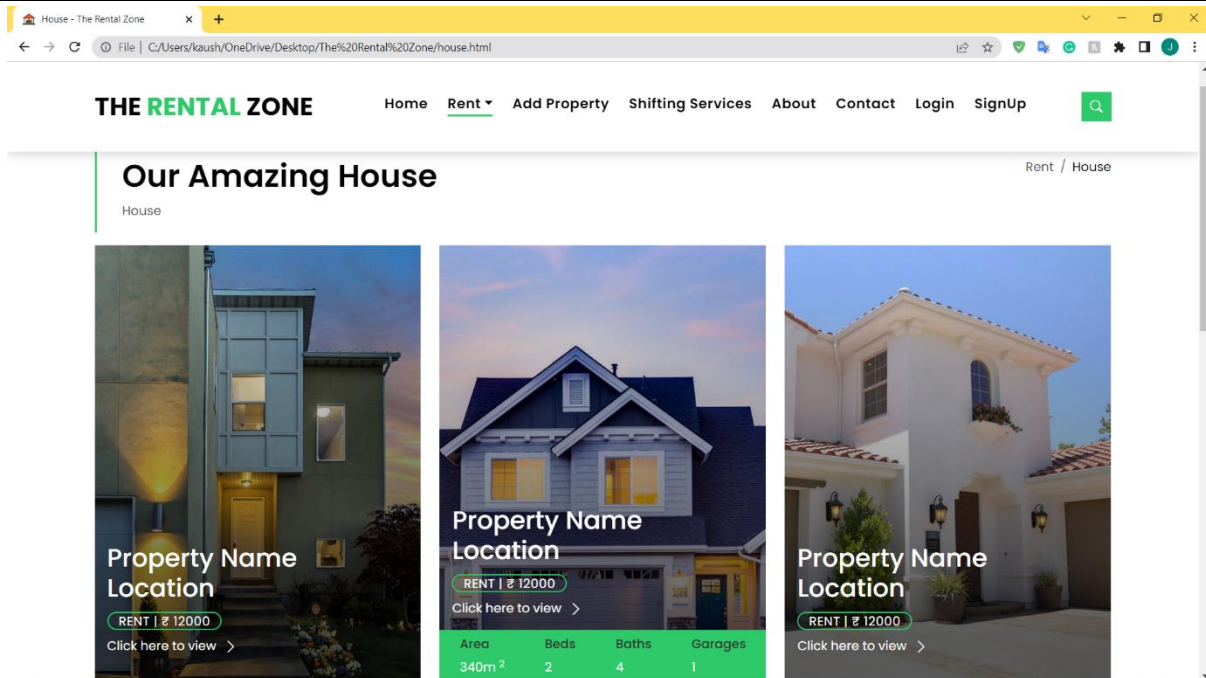 House - The Rental Zone
File | C:/Users/kaush/OneDrive/Desktop/The%20Rental%20Zone/house.html
J
THE RENTAL ZONE
Home Rent Add Property Shifting Services About Contact Login SignUp
Our Amazing House
Rent / House
House
Property Name
Location
RENT | ₹ 12000
Click here to view >
Property Name
Location
RENT | ₹ 12000
Click here to view >
Area Beds Baths Garages
340m 2 2 4 1
Property Name
Location
RENT | ₹ 12000
Click here to view >